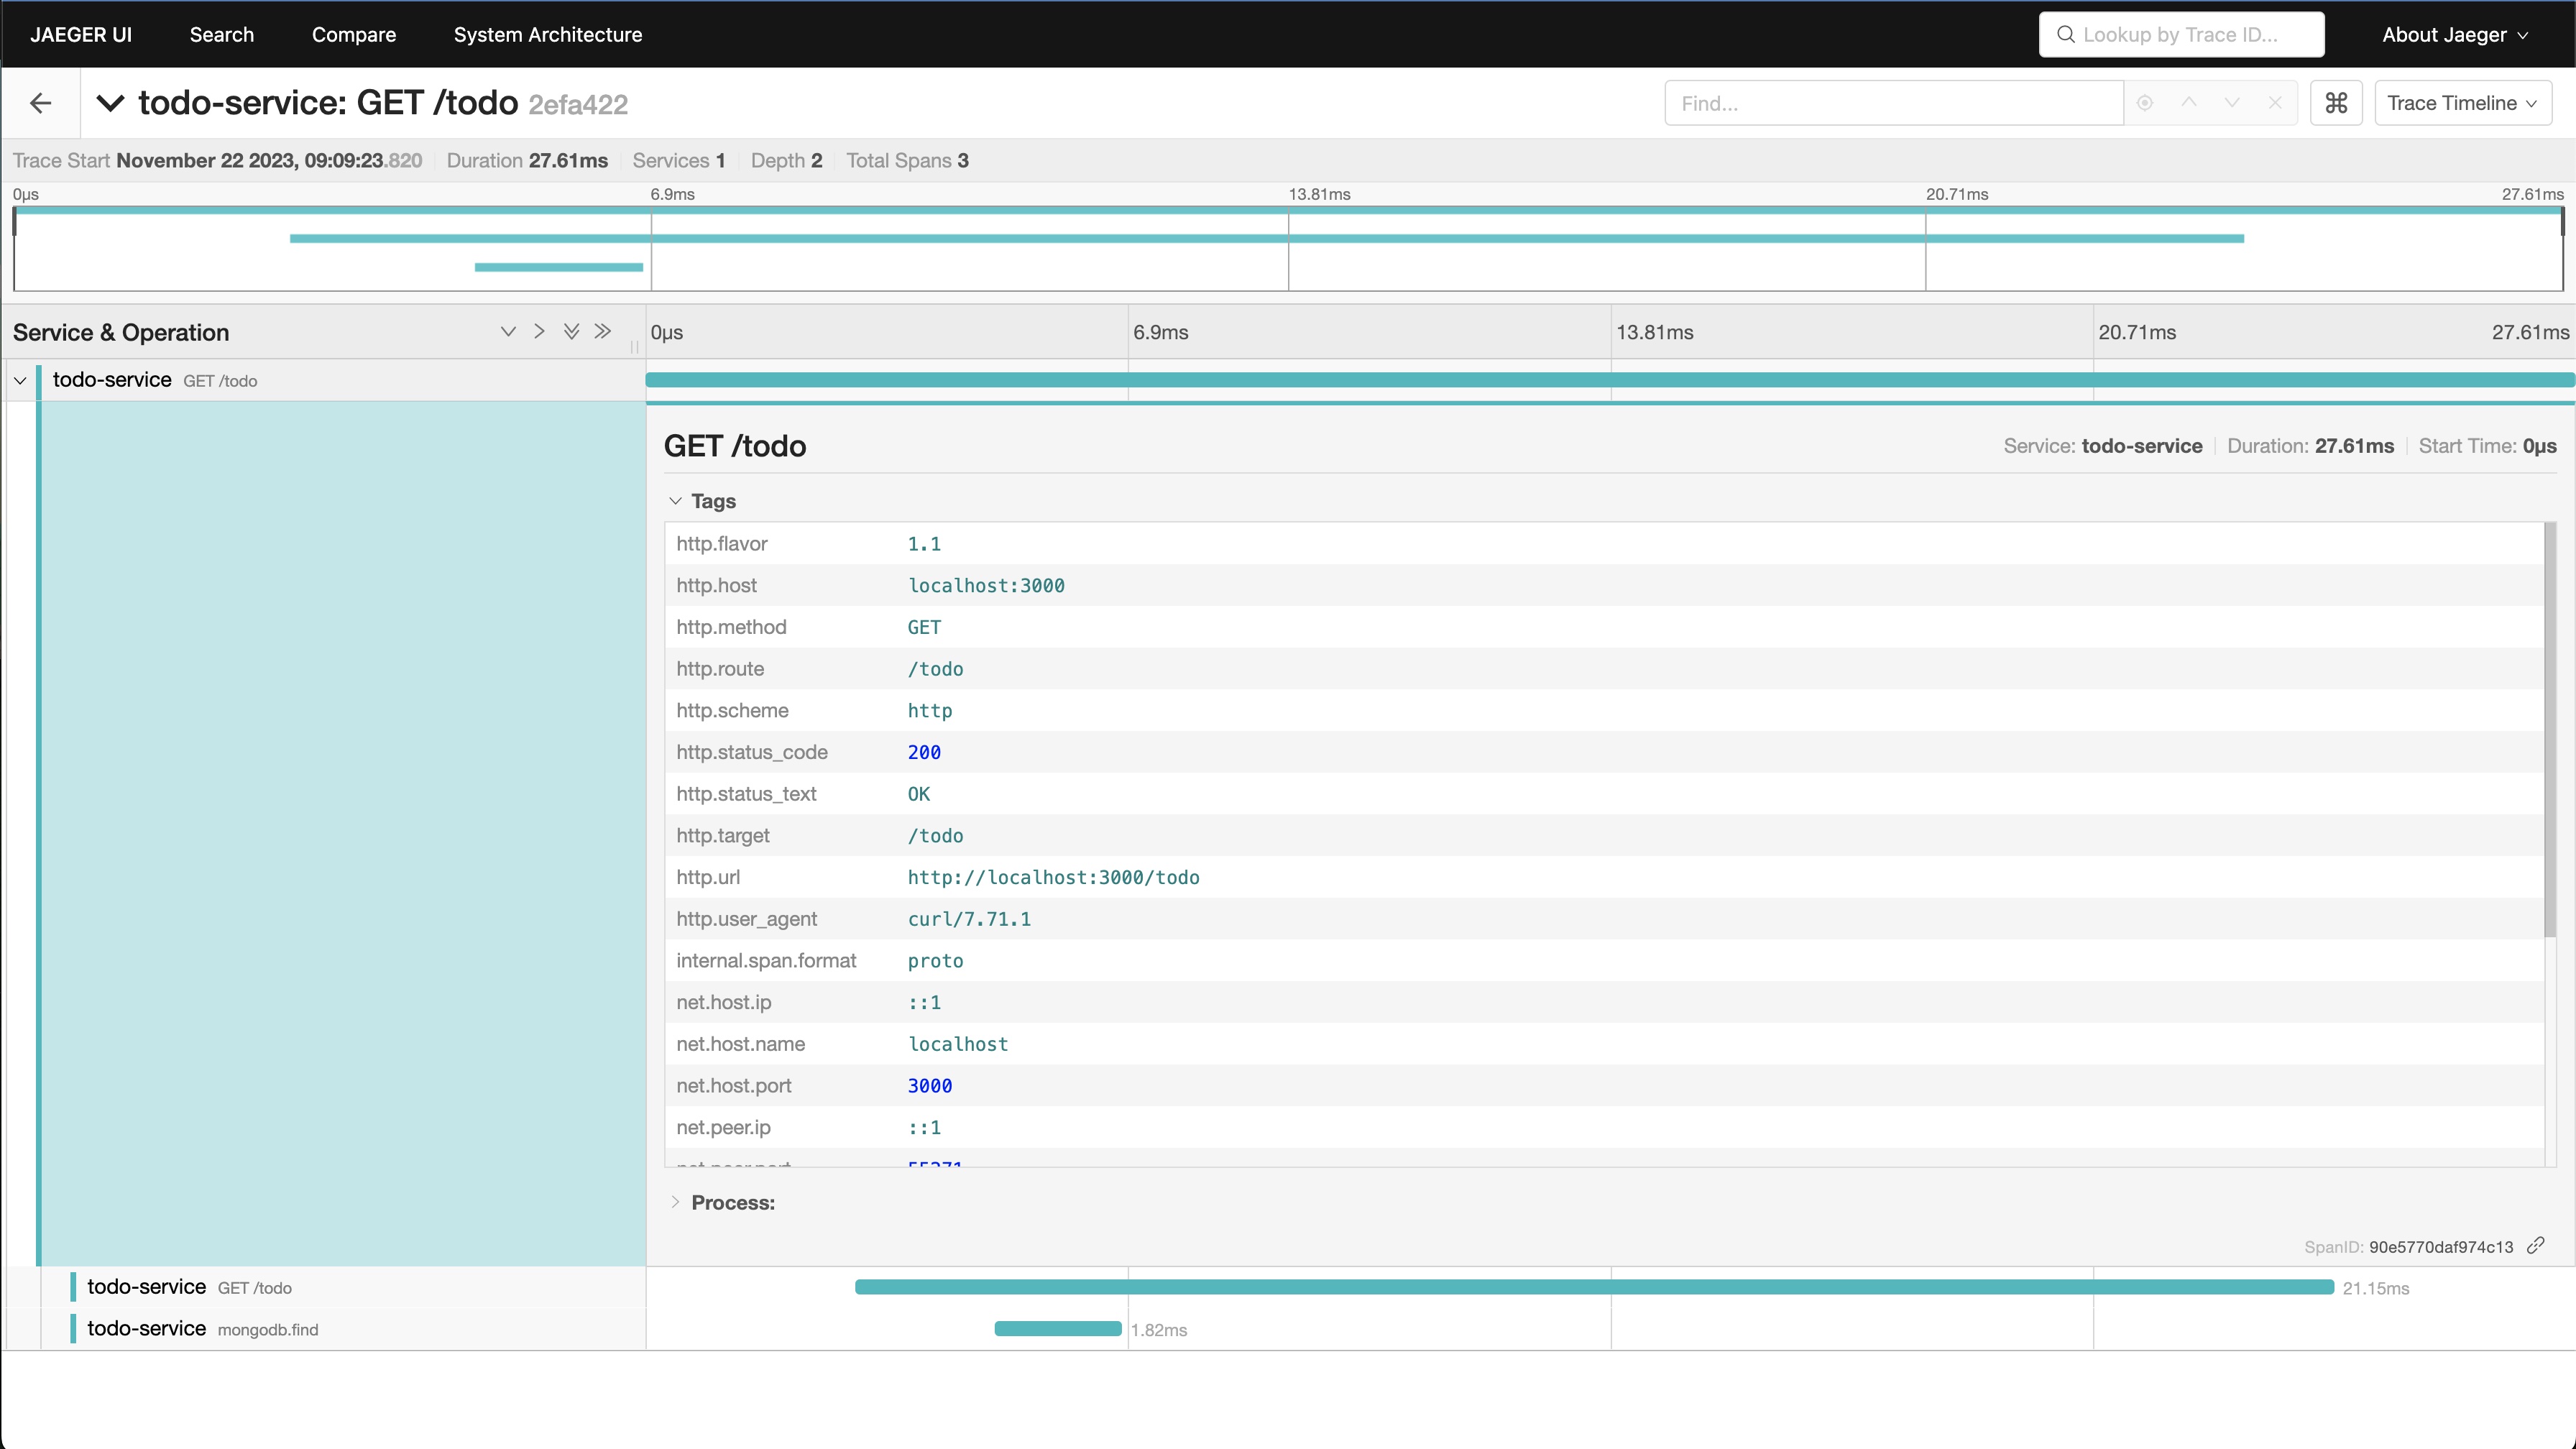 JAEGER UI Search Compare System Architecture Lookup by Trace ID... About Jaeger
todo-service: GET /todo 2efa422 Find... Trace Timeline
Trace Start November 22 2023, 09:09:23.820 Duration 27.61ms Services 1 Depth 2 Total Spans 3
0μs 6.9ms 13.81ms 20.71ms 27.61ms
Service & Operation 0μs 6.9ms 13.81ms 20.71ms 27.61ms
todo-service GET /todo
GET /todo Service: todo-service Duration: 27.61ms Start Time: 0μs
Tags
http.flavor 1.1
http.host localhost:3000
http.method GET
http.route /todo
http.scheme http
http.status_code 200
http.status_text OK
http.target /todo
http.url http://localhost:3000/todo
http.user_agent curl/7.71.1
internal.span.format proto
net.host.ip ::1
net.host.name localhost
net.host.port 3000
net.peer.ip ::1
Process:
SpanID: 90e5770daf974c13
todo-service GET /todo 21.15ms
todo-service mongodb.find 1.82ms